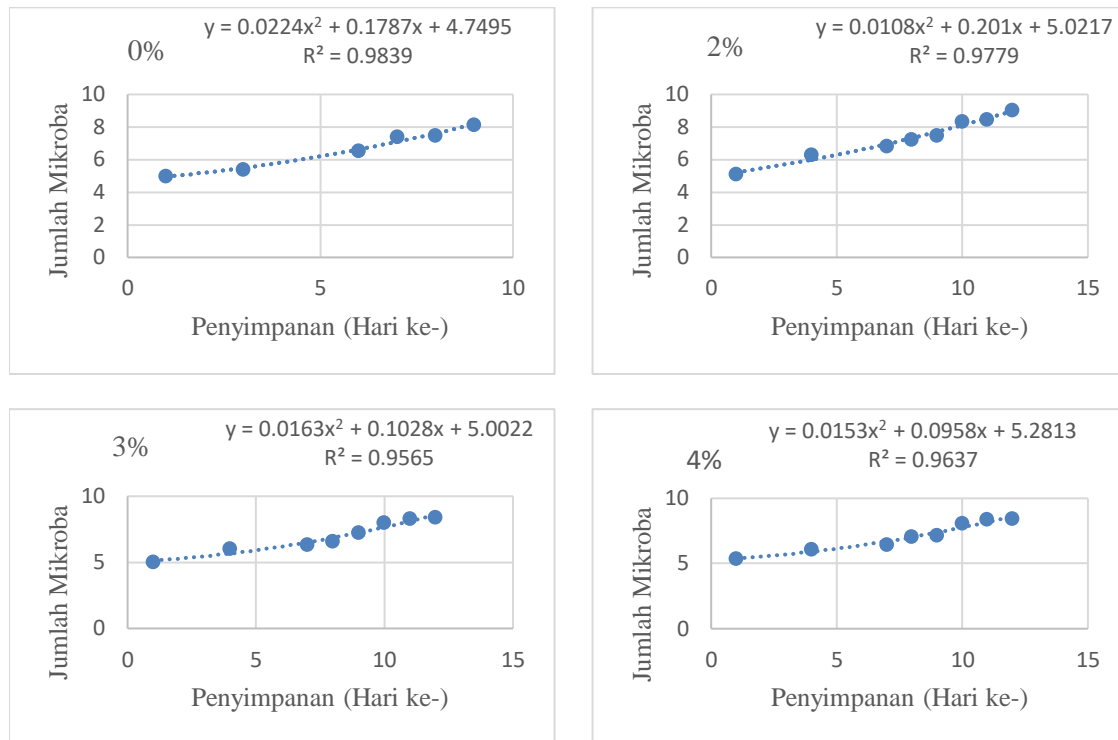 y = 0.0224x² + 0.1787x + 4.7495
R² = 0.9839
0%
10
8
6
4
2
0
0
5
10
Jumlah Mikroba
Penyimpanan (Hari ke-)
y = 0.0108x² + 0.201x + 5.0217
R² = 0.9779
2%
10
8
6
4
2
0
0
5
10
15
Jumlah Mikroba
Penyimpanan (Hari ke-)
y = 0.0163x² + 0.1028x + 5.0022
R² = 0.9565
3%
10
5
0
0
5
10
15
Jumlah Mikroba
Penyimpanan (Hari ke-)
y = 0.0153x² + 0.0958x + 5.2813
R² = 0.9637
4%
10
5
0
0
5
10
15
Jumlah Mikroba
Penyimpanan (Hari ke-)